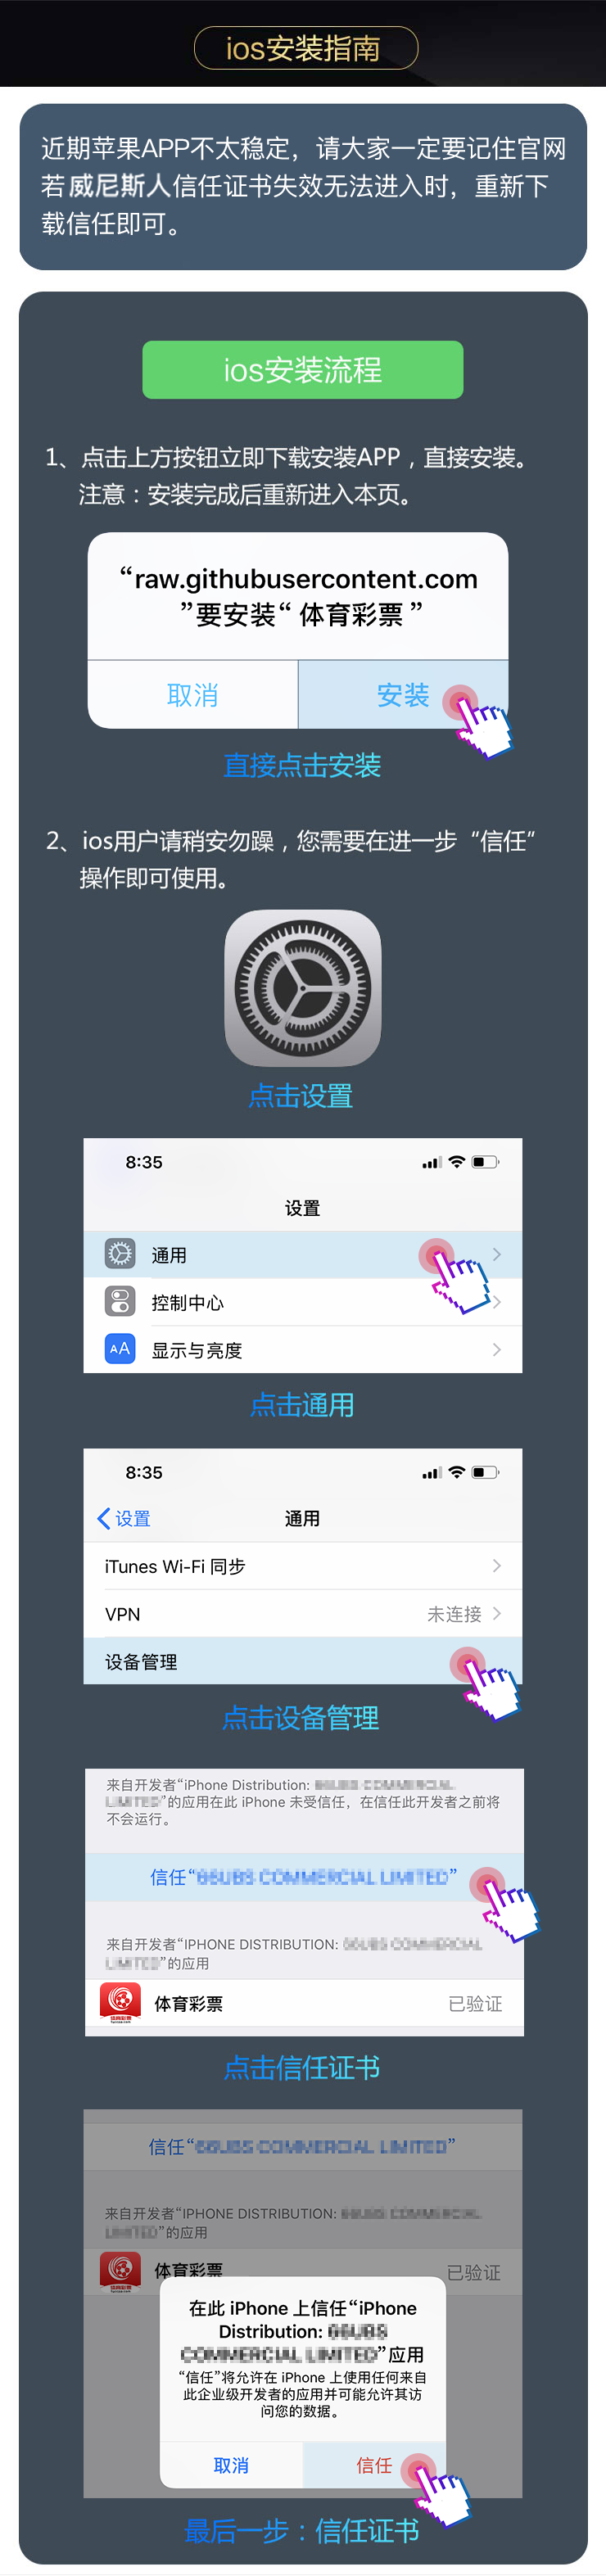 ios安装指南
近期苹果APP不太稳定，请大家一定要记住官网
若威尼斯人信任证书失效无法进入时，重新下
载信任即可。
ios安装流程
1、点击上方按钮立即下载安装APP，直接安装。
注意：安装完成后重新进入本页。
“raw.githubusercontent.com
”要安装“ 体育彩票 ”
取消
安装
直接点击安装
2、ios用户请稍安勿躁，您需要在进一步“信任”
操作即可使用。
点击设置
8:35
设置
通用
控制中心
AA 显示与亮度
点击通用
8:35
设置 通用
iTunes Wi-Fi 同步
VPN 未连接
设备管理
点击设备管理
来自开发者“iPhone Distribution:
”的应用在此 iPhone 未受信任，在信任此开发者之前将
不会运行。
信任“66UBS COMMERCIAL LIMITED”
来自开发者“IPHONE DISTRIBUTION:
”的应用
体育彩票 已验证
点击信任证书
信任“66UBS COMMERCIAL LIMITED”
来自开发者“IPHONE DISTRIBUTION:
”的应用
体育彩票 已验证
在此 iPhone 上信任“iPhone
Distribution: 66UBS
COMMERCIAL LIMITED”应用
“信任”将允许在 iPhone 上使用任何来自
此企业级开发者的应用并可能允许其访
问您的数据。
取消
信任
最后一步：信任证书